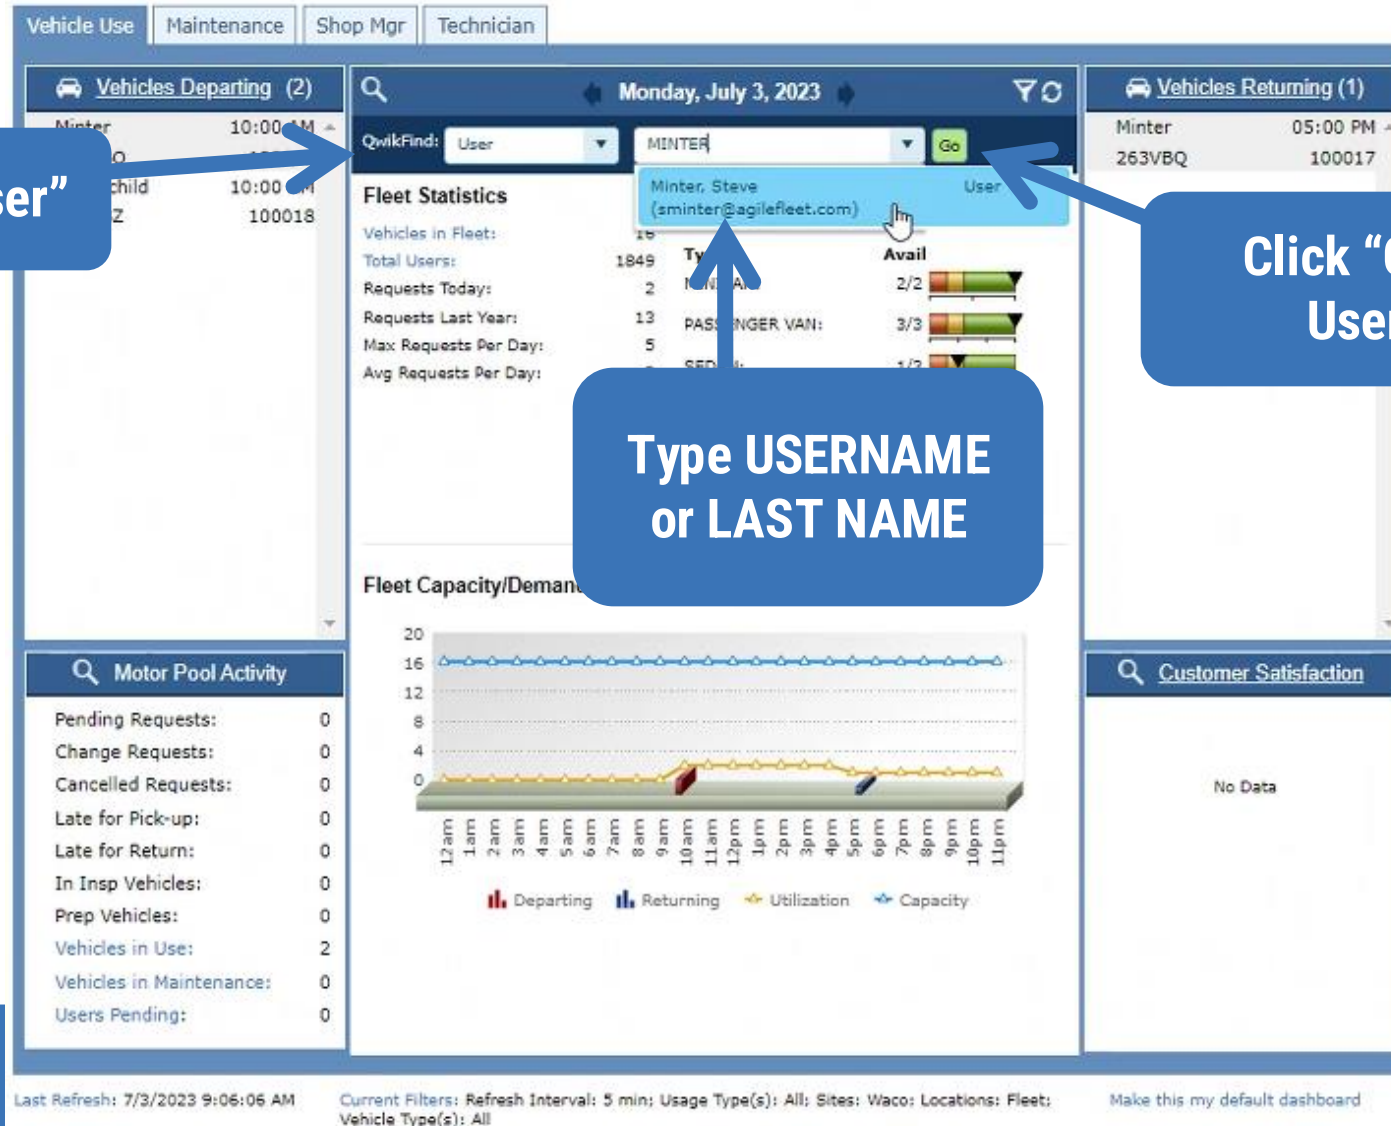 Vehicle Use
Maintenance
Shop Mgr
Technician
Vehicles Departing (2)
Minter 10:00 AM
child 10:00
Z 100018
ser"
Monday, July 3, 2023
QwikFind: User MINTER Go
Minter, Steve User
(sminter@agilefleet.com)
Fleet Statistics
Vehicles in Fleet: 16
Total Users: 1849
Requests Today: 2
Requests Last Year: 13
Max Requests Per Day: 5
Avg Requests Per Day:
Avail
2/2
PASSENGER VAN: 3/3
Type USERNAME
or LAST NAME
Vehicles Returning (1)
Minter 05:00 PM
263VBQ 100017
Click "
User
Fleet Capacity/Deman
20
16
12
8
4
0
12am 1am 2am 3am 4am 5am 6am 7am 8am 9am 10am 11am 12pm 1pm 2pm 3pm 4pm 5pm 6pm 7pm 8pm 9pm 10pm 11pm
Departing Returning Utilization Capacity
Motor Pool Activity
Pending Requests: 0
Change Requests: 0
Cancelled Requests: 0
Late for Pick-up: 0
Late for Return: 0
In Insp Vehicles: 0
Prep Vehicles: 0
Vehicles in Use: 2
Vehicles in Maintenance: 0
Users Pending: 0
Customer Satisfaction
No Data
Last Refresh: 7/3/2023 9:06:06 AM
Current Filters: Refresh Interval: 5 min; Usage Type(s): All; Sites: Waco; Locations: Fleet;
Vehicle Type(s): All
Make this my default dashboard